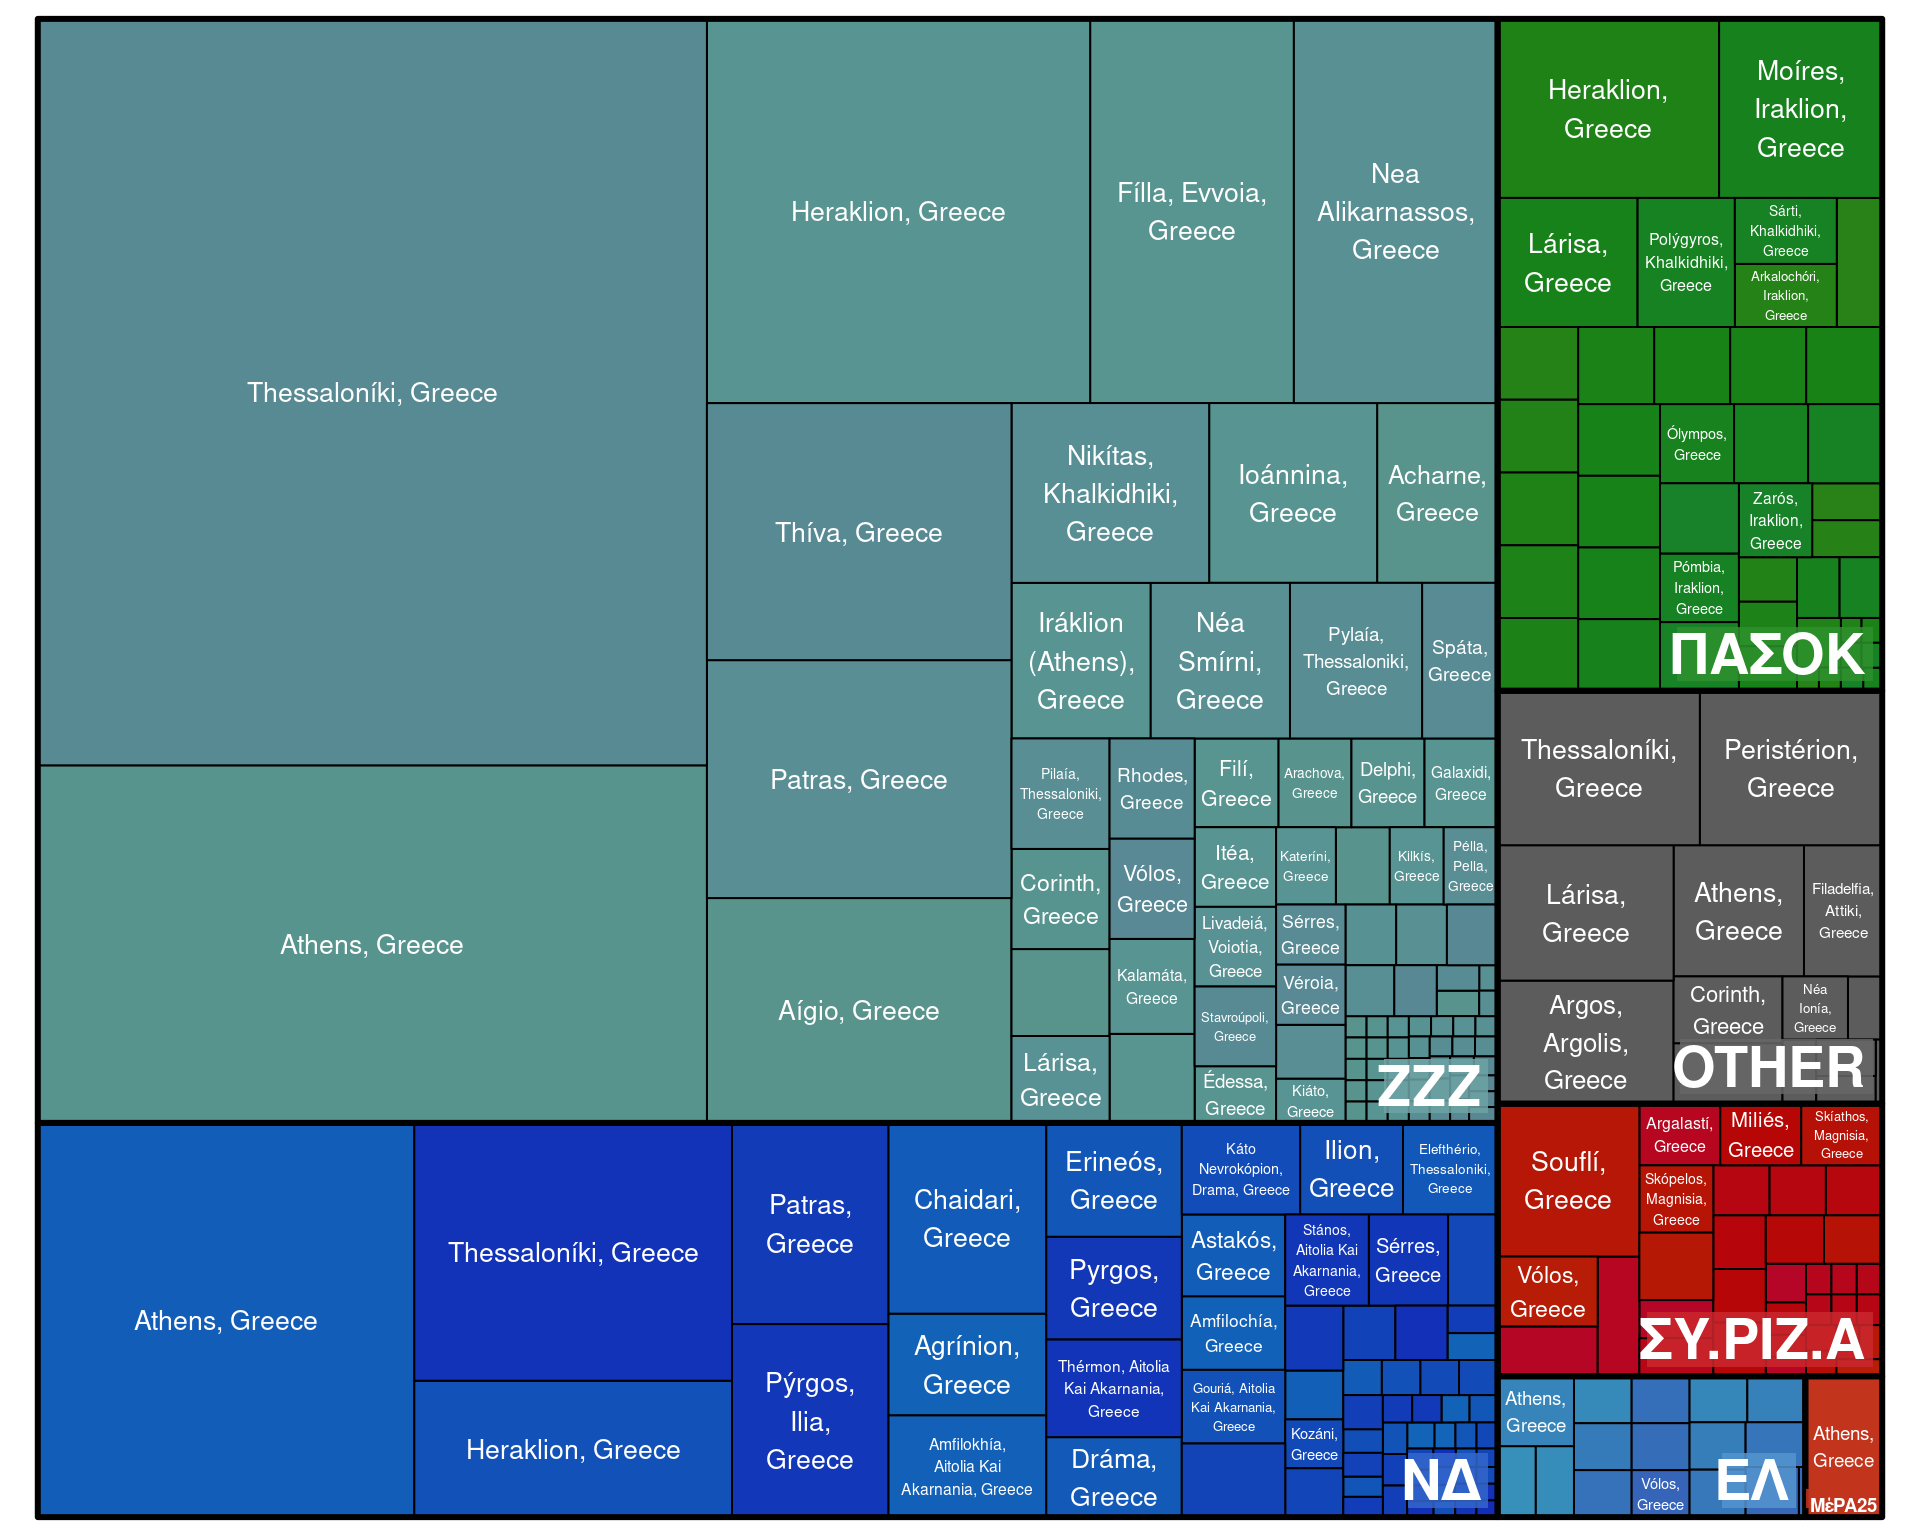 Thessaloníki, Greece
Athens, Greece
Heraklion, Greece
Fílla, Evvoia,
Greece
Nea
Alikarnassos,
Greece
Thíva, Greece
Patras, Greece
Aígio, Greece
Nikítas,
Khalkidhiki,
Greece
Ioánnina,
Greece
Acharne,
Greece
Iráklion
(Athens),
Greece
Néa
Smírni,
Greece
Pylaía,
Thessaloniki,
Greece
Spáta,
Greece
Pilaía,
Thessaloniki,
Greece
Rhodes,
Greece
Filí,
Greece
Arachova,
Greece
Delphi,
Greece
Galaxidi,
Greece
Corinth,
Greece
Vólos,
Greece
Itéa,
Greece
Kateríni,
Greece
Kilkís,
Greece
Pélla,
Pella,
Greece
Livadeiá,
Voiotia,
Greece
Sérres,
Greece
Kalamáta,
Greece
Véroia,
Greece
Stavroúpoli,
Greece
Lárisa,
Greece
Édessa,
Greece
Kiáto,
Greece
ZZZ
Athens, Greece
Thessaloníki, Greece
Heraklion, Greece
Patras,
Greece
Pýrgos,
Ilia,
Greece
Chaidari,
Greece
Agrínion,
Greece
Amfilokhía,
Aitolia Kai
Akarnania, Greece
Erineós,
Greece
Pyrgos,
Greece
Thérmon, Aitolia
Kai Akarnania,
Greece
Dráma,
Greece
Káto
Nevrokópion,
Drama, Greece
Ilion,
Greece
Elefthério,
Thessaloniki,
Greece
Astakós,
Greece
Stános,
Aitolia Kai
Akarnania,
Greece
Sérres,
Greece
Amfilochía,
Greece
Gouriá, Aitolia
Kai Akarnania,
Greece
Kozáni,
Greece
ΝΔ
Heraklion,
Greece
Moíres,
Iraklion,
Greece
Lárisa,
Greece
Polýgyros,
Khalkidhiki,
Greece
Sárti,
Khalkidhiki,
Greece
Arkalochóri,
Iraklion,
Greece
Ólympos,
Greece
Zarós,
Iraklion,
Greece
Pómbia,
Iraklion,
Greece
ΠΑΣΟΚ
Thessaloníki,
Greece
Peristérion,
Greece
Lárisa,
Greece
Athens,
Greece
Filadelfia,
Attiki,
Greece
Argos,
Argolis,
Greece
Corinth,
Greece
Néa
Ionía,
Greece
OTHER
Souflí,
Greece
Argalastí,
Greece
Miliés,
Greece
Skíathos,
Magnisia,
Greece
Skópelos,
Magnisia,
Greece
Vólos,
Greece
ΣΥ.ΡΙΖ.Α
Athens,
Greece
Vólos,
Greece
ΕΛ
Athens,
Greece
ΜέΡΑ25